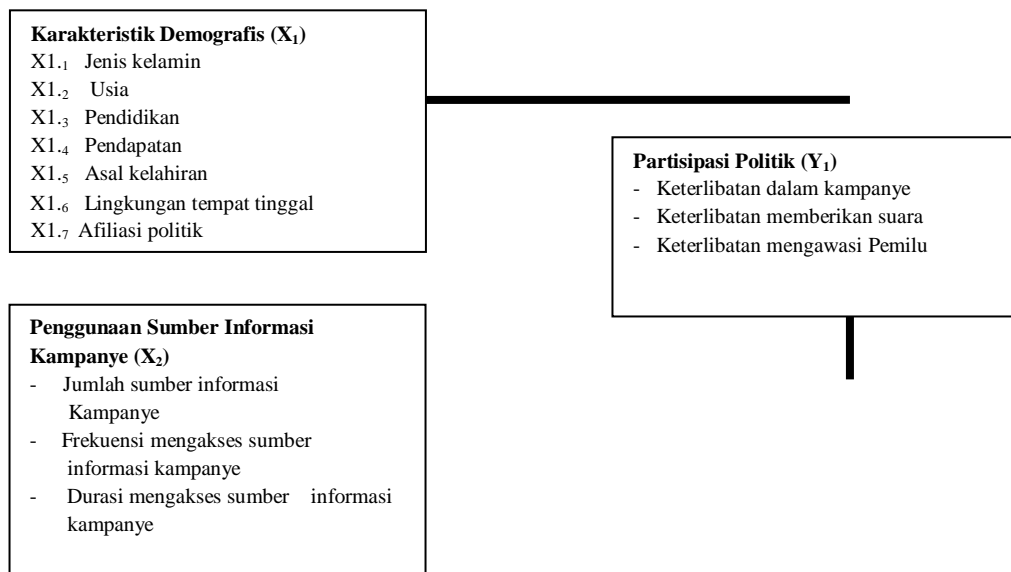 Karakteristik Demografis (X₁)
X1.₁ Jenis kelamin
X1.₂ Usia
X1.₃ Pendidikan
X1.₄ Pendapatan
X1.₅ Asal kelahiran
X1.₆ Lingkungan tempat tinggal
X1.₇ Afiliasi politik
Partisipasi Politik (Y₁)
- Keterlibatan dalam kampanye
- Keterlibatan memberikan suara
- Keterlibatan mengawasi Pemilu
Penggunaan Sumber Informasi
Kampanye (X₂)
- Jumlah sumber informasi
Kampanye
- Frekuensi mengakses sumber
informasi kampanye
- Durasi mengakses sumber informasi
kampanye